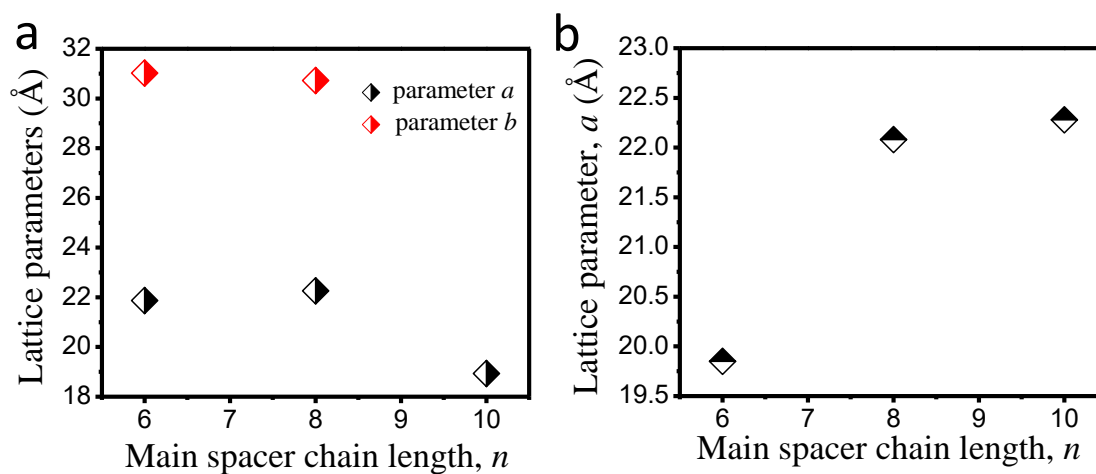 a
Lattice parameters (Å)
32
30
28
26
24
22
19
18
parameter a
parameter b
6 7 8 9 10
Main spacer chain length, n
b
Lattice parameter, a (Å)
23.0
22.5
22.0
21.5
21.0
20.5
20.0
19.5
6 7 8 9 10
Main spacer chain length, n